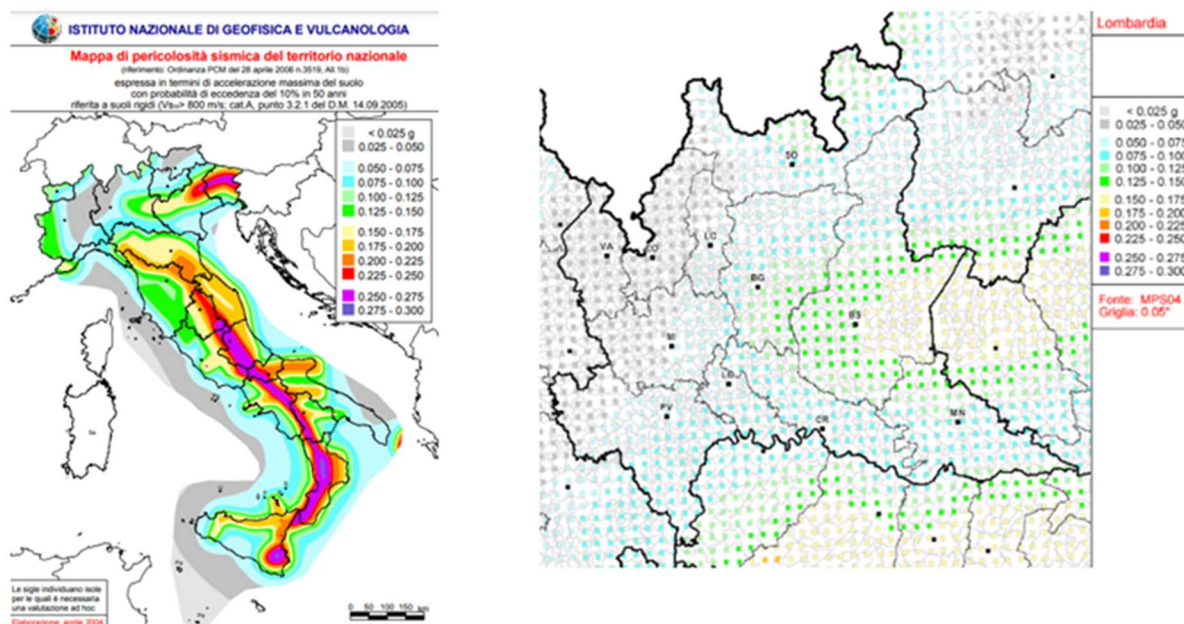 ISTITUTO NAZIONALE DI GEOFISICA E VULCANOLOGIA
Mappa di pericolosità sismica del territorio nazionale
(riferimento: Ordinanza PCM del 28 aprile 2006 n.3519, All.1b)
espressa in termini di accelerazione massima del suolo
con probabilità di eccedenza del 10% in 50 anni
riferita a suoli rigidi (Vs₃₀> 800 m/s; cat.A, punto 3.2.1 del D.M. 14.09.2005)
< 0.025 g
0.025 - 0.050
0.050 - 0.075
0.075 - 0.100
0.100 - 0.125
0.125 - 0.150
0.150 - 0.175
0.175 - 0.200
0.200 - 0.225
0.225 - 0.250
0.250 - 0.275
0.275 - 0.300
Le sigle individuano isole
per le quali è necessaria
una valutazione ad hoc
Elaborazione: aprile 2004
0 50 100 150 km
Lombardia
< 0.025 g
0.025 - 0.050
0.050 - 0.075
0.075 - 0.100
0.100 - 0.125
0.125 - 0.150
0.150 - 0.175
0.175 - 0.200
0.200 - 0.225
0.225 - 0.250
0.250 - 0.275
0.275 - 0.300
Fonte: MPS04
Griglia: 0.05°
SO
LC
VA
CO
BG
BS
MI
LO
PV
CR
MN